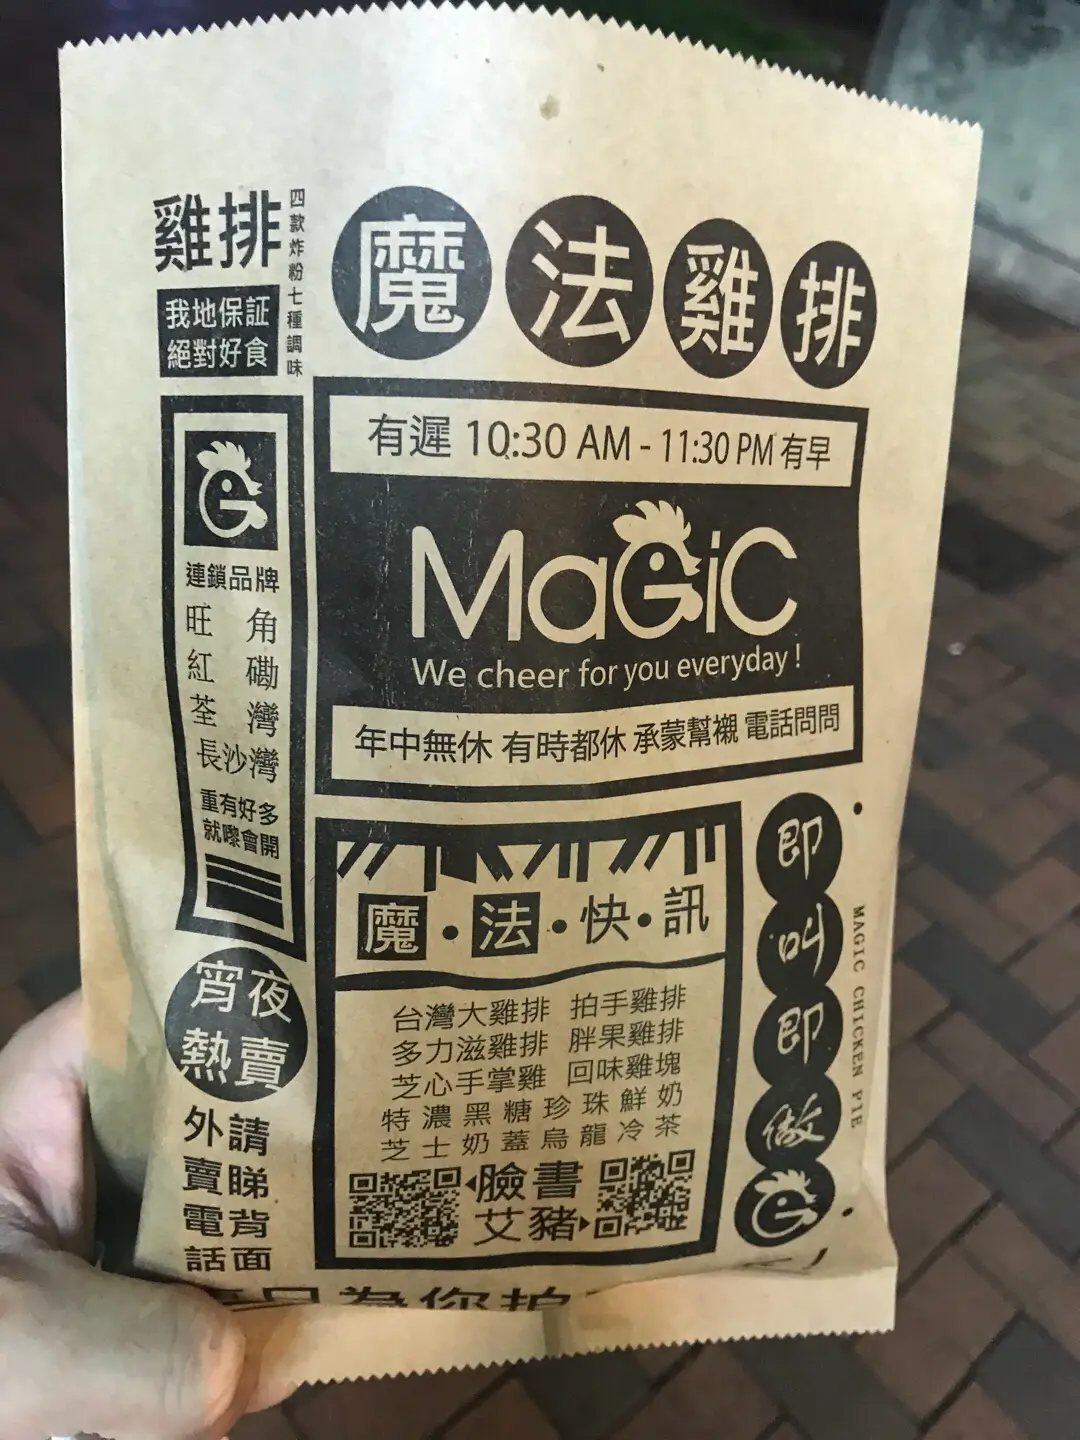 雞排
四款炸粉七種調味
我地保証
絕對好食
魔法雞排
有遲 10:30 AM - 11:30 PM 有早
MaGiC
We cheer for you everyday !
年中無休 有時都休 承蒙幫襯 電話問問
連鎖品牌
旺角
紅磡
荃灣
長沙灣
重有好多
就嚟會開
宵夜
熱賣
外賣電話
請睇背面
魔・法・快・訊
台灣大雞排 拍手雞排
多力滋雞排 胖果雞排
芝心手掌雞 回味雞塊
特濃黑糖珍珠鮮奶
芝士奶蓋烏龍冷茶
臉書
艾豬
即叫即做
MAGIC CHICKEN PIE
為您拍